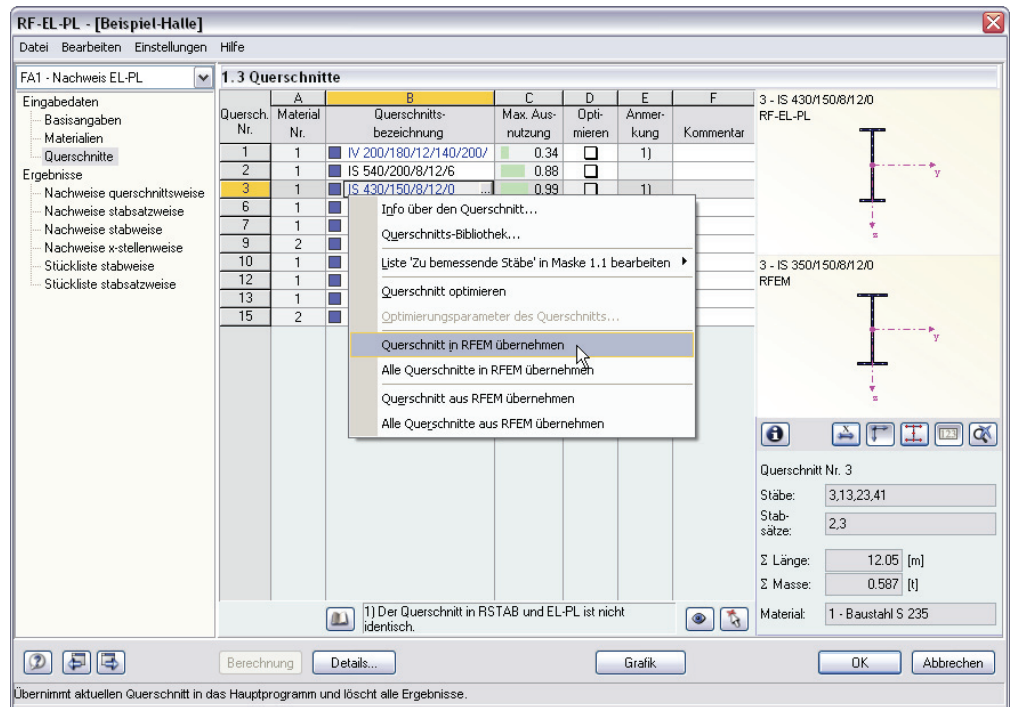 RF-EL-PL - [Beispiel-Halle]
Datei Bearbeiten Einstellungen Hilfe
FA1 - Nachweis EL-PL
Eingabedaten
Basisangaben
Materialien
Querschnitte
Ergebnisse
Nachweise querschnittsweise
Nachweise stabsatzweise
Nachweise stabweise
Nachweise x-stellenweise
Stückliste stabweise
Stückliste stabsatzweise
1.3 Querschnitte
A B C D E F
Quersch. Material Querschnitts- Max. Aus- Opti- Anmer-
Nr. Nr. bezeichnung nutzung mieren kung Kommentar
1 1 IV 200/180/12/140/200/ 0.34 1)
2 1 IS 540/200/8/12/6 0.88
3 1 IS 430/150/8/12/0 ... 0.99 1)
6 1
7 1
9 2
10 1
12 1
13 1
15 2
Info über den Querschnitt...
Querschnitts-Bibliothek...
Liste 'Zu bemessende Stäbe' in Maske 1.1 bearbeiten
Querschnitt optimieren
Optimierungsparameter des Querschnitts...
Querschnitt in RFEM übernehmen
Alle Querschnitte in RFEM übernehmen
Querschnitt aus RFEM übernehmen
Alle Querschnitte aus RFEM übernehmen
1) Der Querschnitt in RSTAB und EL-PL ist nicht
identisch.
3 - IS 430/150/8/12/0
RF-EL-PL
y
z
3 - IS 350/150/8/12/0
RFEM
y
z
Querschnitt Nr. 3
Stäbe: 3,13,23,41
Stab-
sätze: 2,3
Σ Länge: 12.05 [m]
Σ Masse: 0.587 [t]
Material: 1 - Baustahl S 235
Berechnung Details... Grafik OK Abbrechen
Übernimmt aktuellen Querschnitt in das Hauptprogramm und löscht alle Ergebnisse.